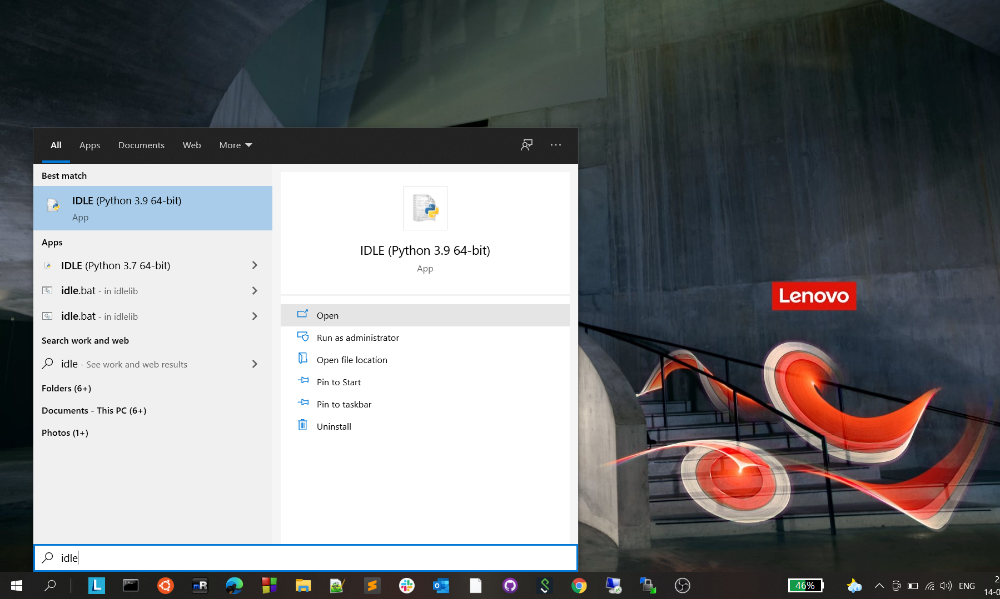 All Apps Documents Web More
Best match
IDLE (Python 3.9 64-bit)
App
Apps
IDLE (Python 3.7 64-bit)
idle.bat - in idlelib
idle.bat - in idlelib
Search work and web
idle - See work and web results
Folders (6+)
Documents - This PC (6+)
Photos (1+)
IDLE (Python 3.9 64-bit)
App
Open
Run as administrator
Open file location
Pin to Start
Pin to taskbar
Uninstall
Lenovo
idle
L
mR
46%
ENG
2
14-0